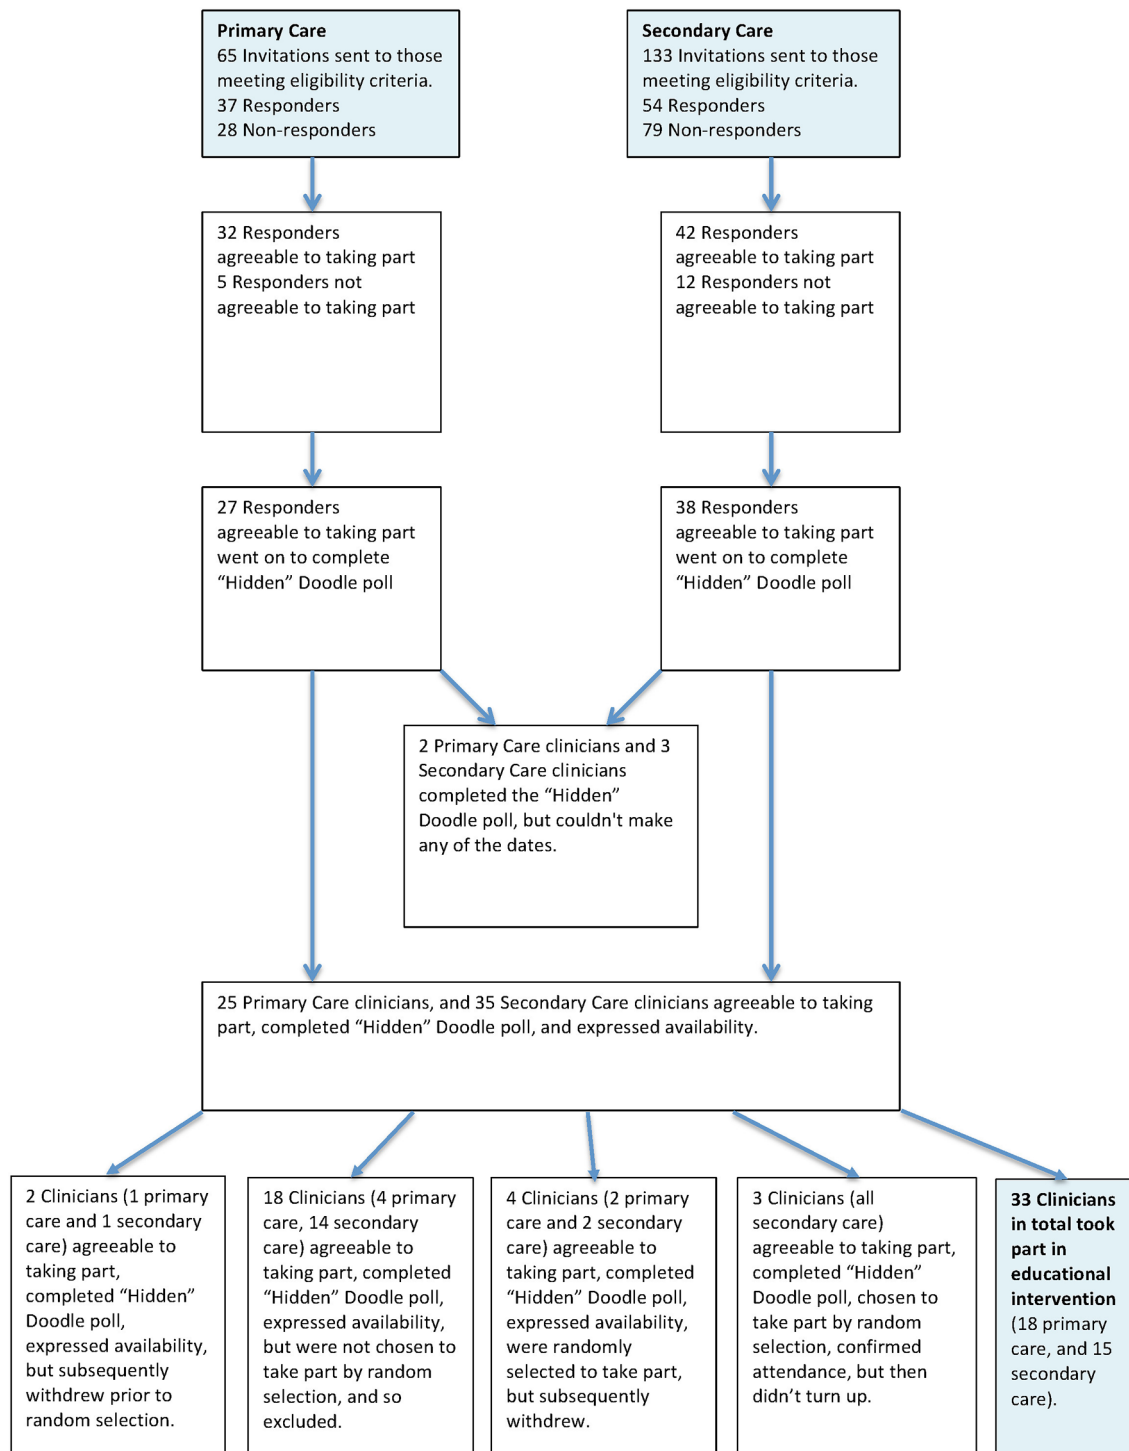 Primary Care
65 Invitations sent to those
meeting eligibility criteria.
37 Responders
28 Non-responders
Secondary Care
133 Invitations sent to those
meeting eligibility criteria.
54 Responders
79 Non-responders
32 Responders
agreeable to taking part
5 Responders not
agreeable to taking part
42 Responders
agreeable to taking part
12 Responders not
agreeable to taking part
27 Responders
agreeable to taking part
went on to complete
“Hidden” Doodle poll
38 Responders
agreeable to taking part
went on to complete
“Hidden” Doodle poll
2 Primary Care clinicians and 3
Secondary Care clinicians
completed the “Hidden”
Doodle poll, but couldn't make
any of the dates.
25 Primary Care clinicians, and 35 Secondary Care clinicians agreeable to taking
part, completed “Hidden” Doodle poll, and expressed availability.
2 Clinicians (1 primary
care and 1 secondary
care) agreeable to
taking part,
completed “Hidden”
Doodle poll,
expressed availability,
but subsequently
withdrew prior to
random selection.
18 Clinicians (4 primary
care, 14 secondary
care) agreeable to
taking part, completed
“Hidden” Doodle poll,
expressed availability,
but were not chosen to
take part by random
selection, and so
excluded.
4 Clinicians (2 primary
care and 2 secondary
care) agreeable to
taking part, completed
“Hidden” Doodle poll,
expressed availability,
were randomly
selected to take part,
but subsequently
withdrew.
3 Clinicians (all
secondary care)
agreeable to taking part,
completed “Hidden”
Doodle poll, chosen to
take part by random
selection, confirmed
attendance, but then
didn’t turn up.
33 Clinicians
in total took
part in
educational
intervention
(18 primary
care, and 15
secondary
care).